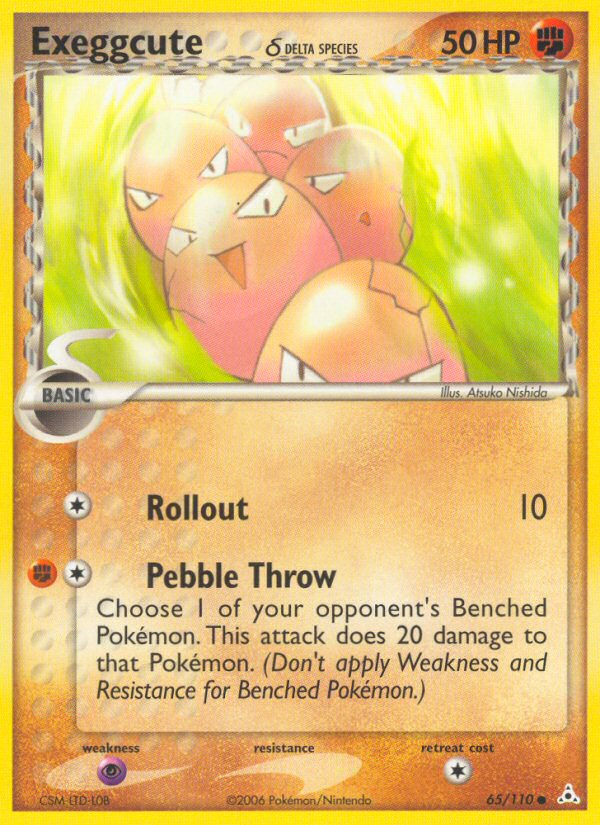 Exeggcute δ DELTA SPECIES 50 HP
BASIC
Illus. Atsuko Nishida
Rollout 10
Pebble Throw
Choose 1 of your opponent's Benched
Pokémon. This attack does 20 damage to
that Pokémon. (Don't apply Weakness and
Resistance for Benched Pokémon.)
weakness resistance retreat cost
CSM-LTD-L0B ©2006 Pokémon/Nintendo 65/110